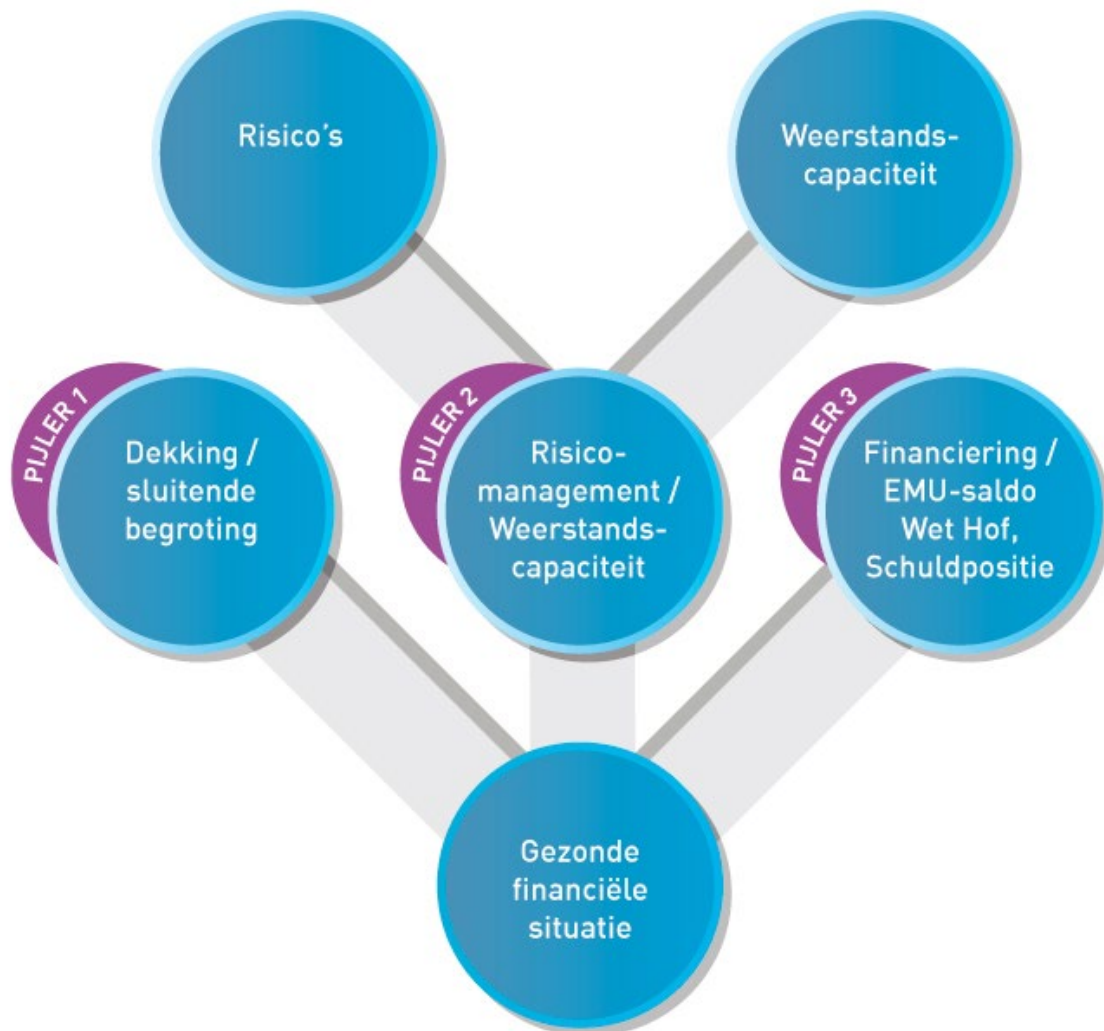 Risico's
Weerstands-
capaciteit
PIJLER 1
Dekking /
sluitende
begroting
PIJLER 2
Risico-
management /
Weerstands-
capaciteit
PIJLER 3
Financiering /
EMU-saldo
Wet Hof,
Schuldpositie
Gezonde
financiële
situatie